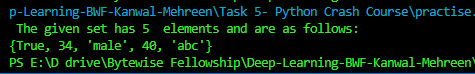 p-Learning-BWF-Kanwal-Mehreen\Task 5- Python Crash Course\practise.
The given set has 5  elements and are as follows:
{True, 34, 'male', 40, 'abc'}
PS E:\D drive\Bytewise Fellowship\Deep-Learning-BWF-Kanwal-Mehreen\